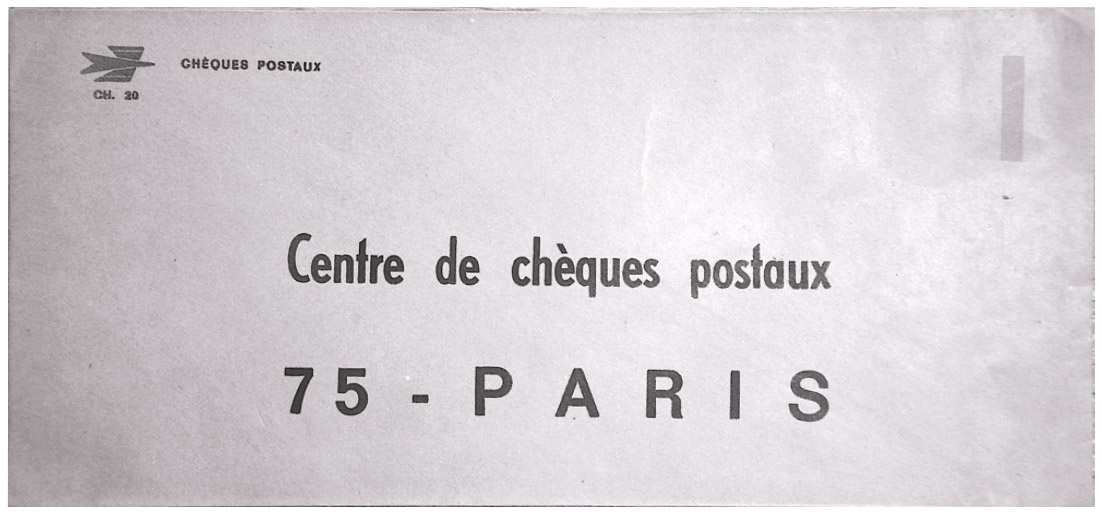 CHÈQUES POSTAUX
CH. 20
Centre de chèques postaux
75 - PARIS